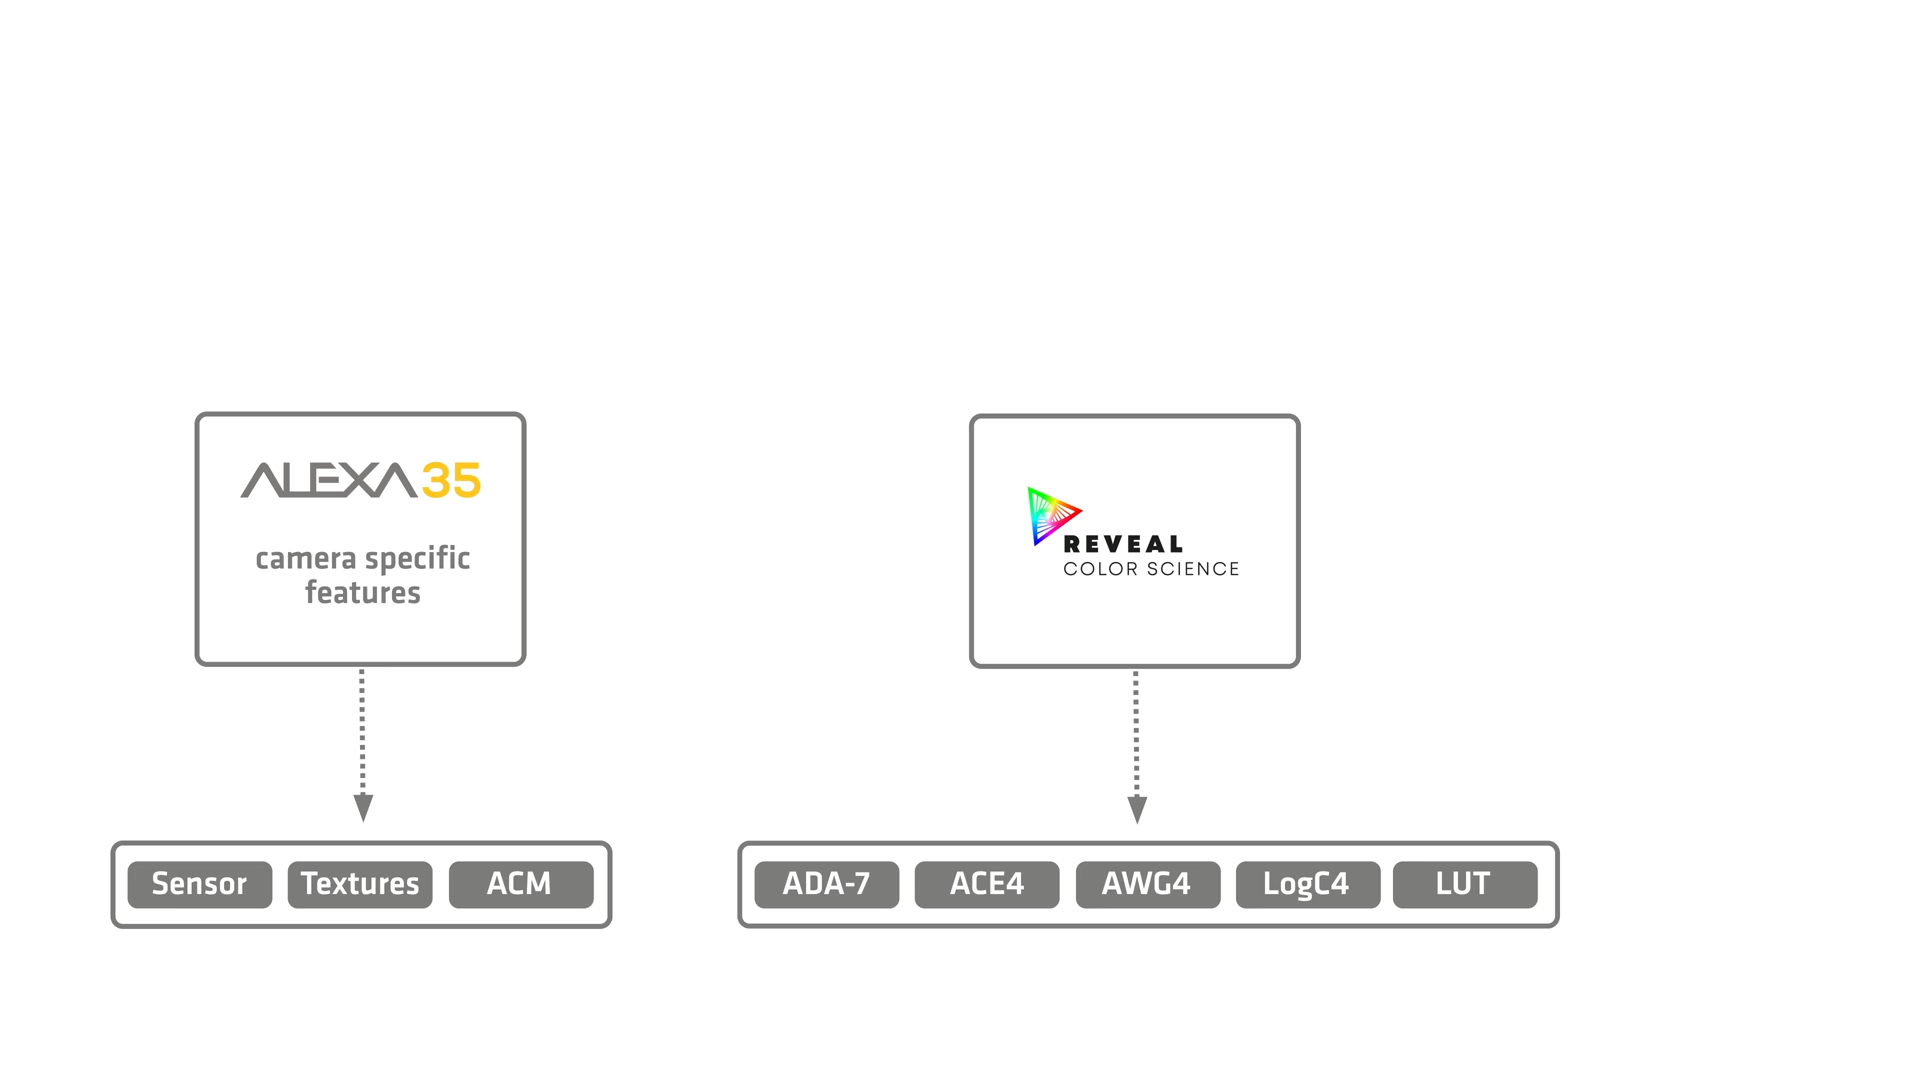 ALEXA 35
camera specific
features
REVEAL
COLOR SCIENCE
Sensor
Textures
ACM
ADA-7
ACE4
AWG4
LogC4
LUT